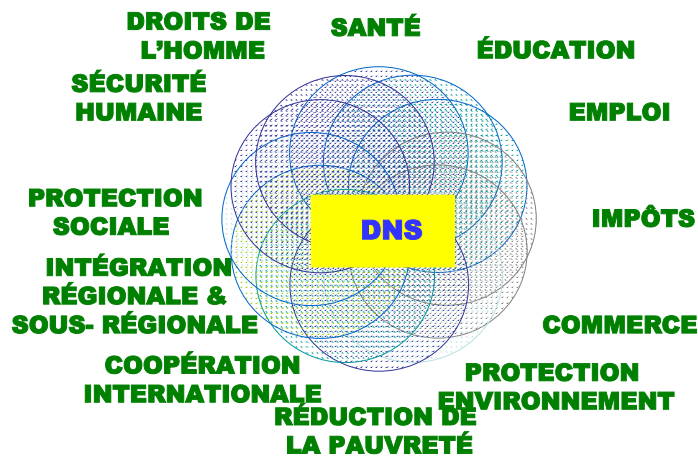 DROITS DE
L'HOMME
SANTÉ
ÉDUCATION
SÉCURITÉ
HUMAINE
EMPLOI
PROTECTION
SOCIALE
DNS
IMPÔTS
INTÉGRATION
RÉGIONALE &
SOUS- RÉGIONALE
COMMERCE
COOPÉRATION
INTERNATIONALE
PROTECTION
ENVIRONNEMENT
RÉDUCTION DE
LA PAUVRETÉ